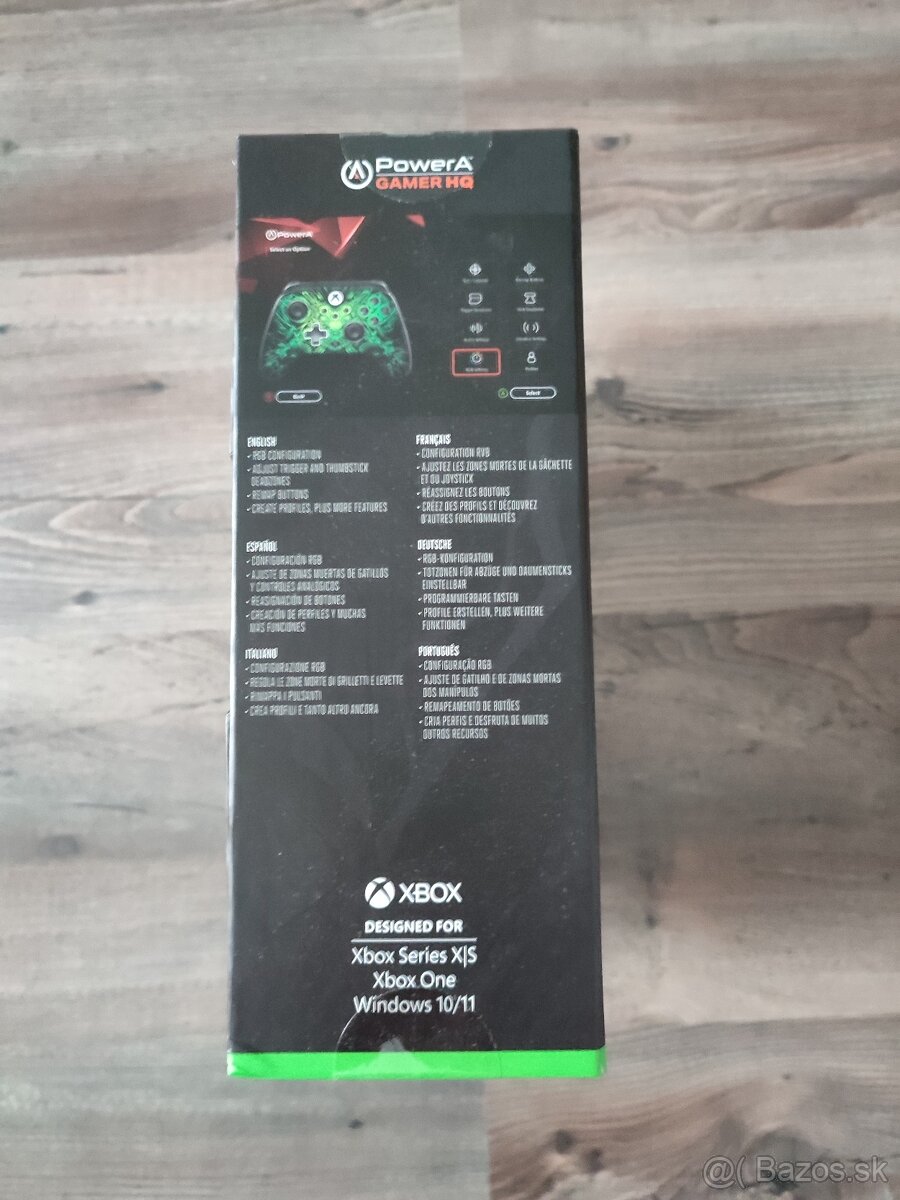 PowerA
GAMER HQ
PowerA
Select an Option
Back
Select
ENGLISH
- RGB CONFIGURATION
- ADJUST TRIGGER AND THUMBSTICK
DEADZONES
- REMAP BUTTONS
- CREATE PROFILES, PLUS MORE FEATURES
FRANÇAIS
- CONFIGURATION RVB
- AJUSTEZ LES ZONES MORTES DE LA GÂCHETTE
ET DU JOYSTICK
- RÉASSIGNEZ LES BOUTONS
- CRÉEZ DES PROFILS ET DÉCOUVREZ
D'AUTRES FONCTIONNALITÉS
ESPAÑOL
- CONFIGURACIÓN RGB
- AJUSTE DE ZONAS MUERTAS DE GATILLOS
Y CONTROLES ANALÓGICOS
- REASIGNACIÓN DE BOTONES
- CREACIÓN DE PERFILES Y MUCHAS
MÁS FUNCIONES
DEUTSCHE
- RGB-KONFIGURATION
- TOTZONEN FÜR ABZÜGE UND DAUMENSTICKS
EINSTELLBAR
- PROGRAMMIERBARE TASTEN
- PROFILE ERSTELLEN, PLUS WEITERE
FUNKTIONEN
ITALIANO
- CONFIGURAZIONE RGB
- REGOLA LE ZONE MORTE DI GRILLETTI E LEVETTE
- RIMAPPA I PULSANTI
- CREA PROFILI E TANTO ALTRO ANCORA
PORTUGUÊS
- CONFIGURAÇÃO RGB
- AJUSTE DE GATILHO E DE ZONAS MORTAS
DOS MANÍPULOS
- REMAPEAMENTO DE BOTÕES
- CRIA PERFIS E DESFRUTA DE MUITOS
OUTROS RECURSOS
XBOX
DESIGNED FOR
Xbox Series X|S
Xbox One
Windows 10/11
@( Bazos.sk